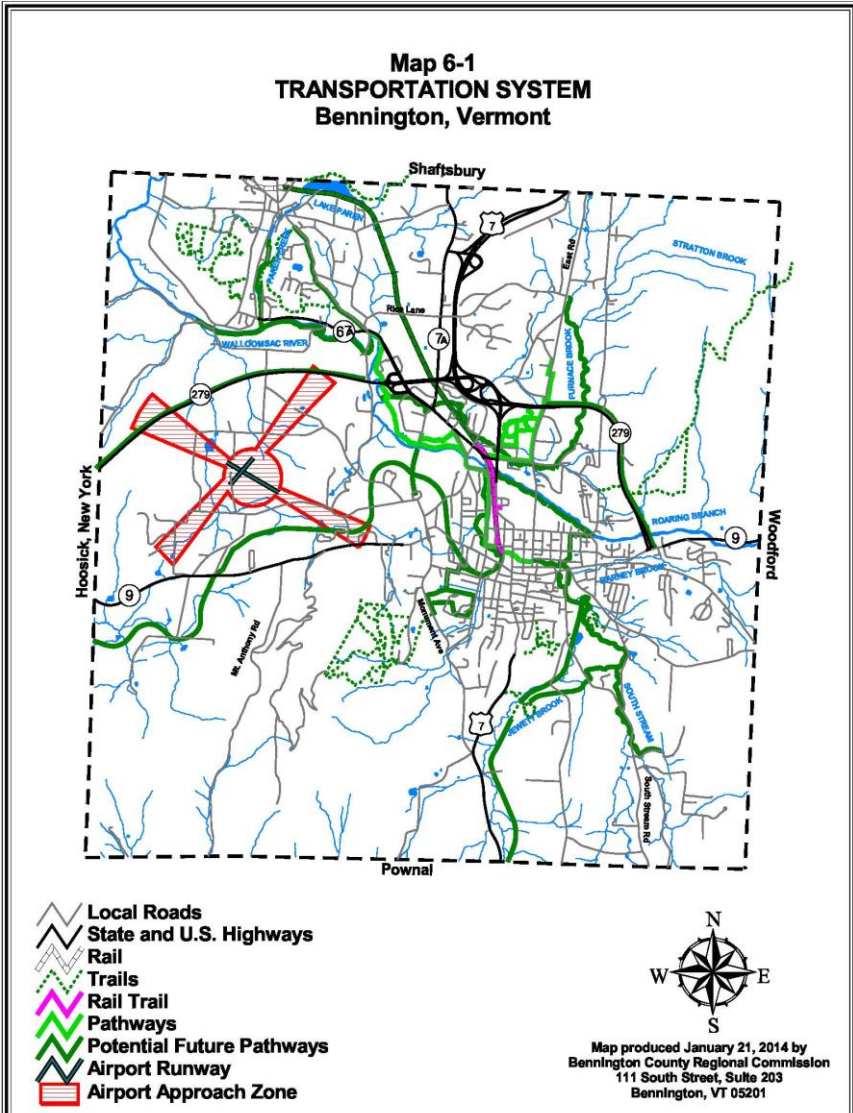 Map 6-1
TRANSPORTATION SYSTEM
Bennington, Vermont
Shaftsbury
LAKE PAREN
PAREN CREEK
7
East Rd
STRATTON BROOK
Rice Lane
67A
7A
WALLOOMSAC RIVER
FURNACE BROOK
279
279
Hoosick, New York
Woodford
ROARING BRANCH
9
BARNEY BROOK
9
Mt. Anthony Rd
Monument Ave
7
JEWETT BROOK
SOUTH STREAM
South Stream Rd
Pownal
Local Roads
State and U.S. Highways
Rail
Trails
Rail Trail
Pathways
Potential Future Pathways
Airport Runway
Airport Approach Zone
N
W
E
S
Map produced January 21, 2014 by
Bennington County Regional Commission
111 South Street, Suite 203
Bennington, VT 05201